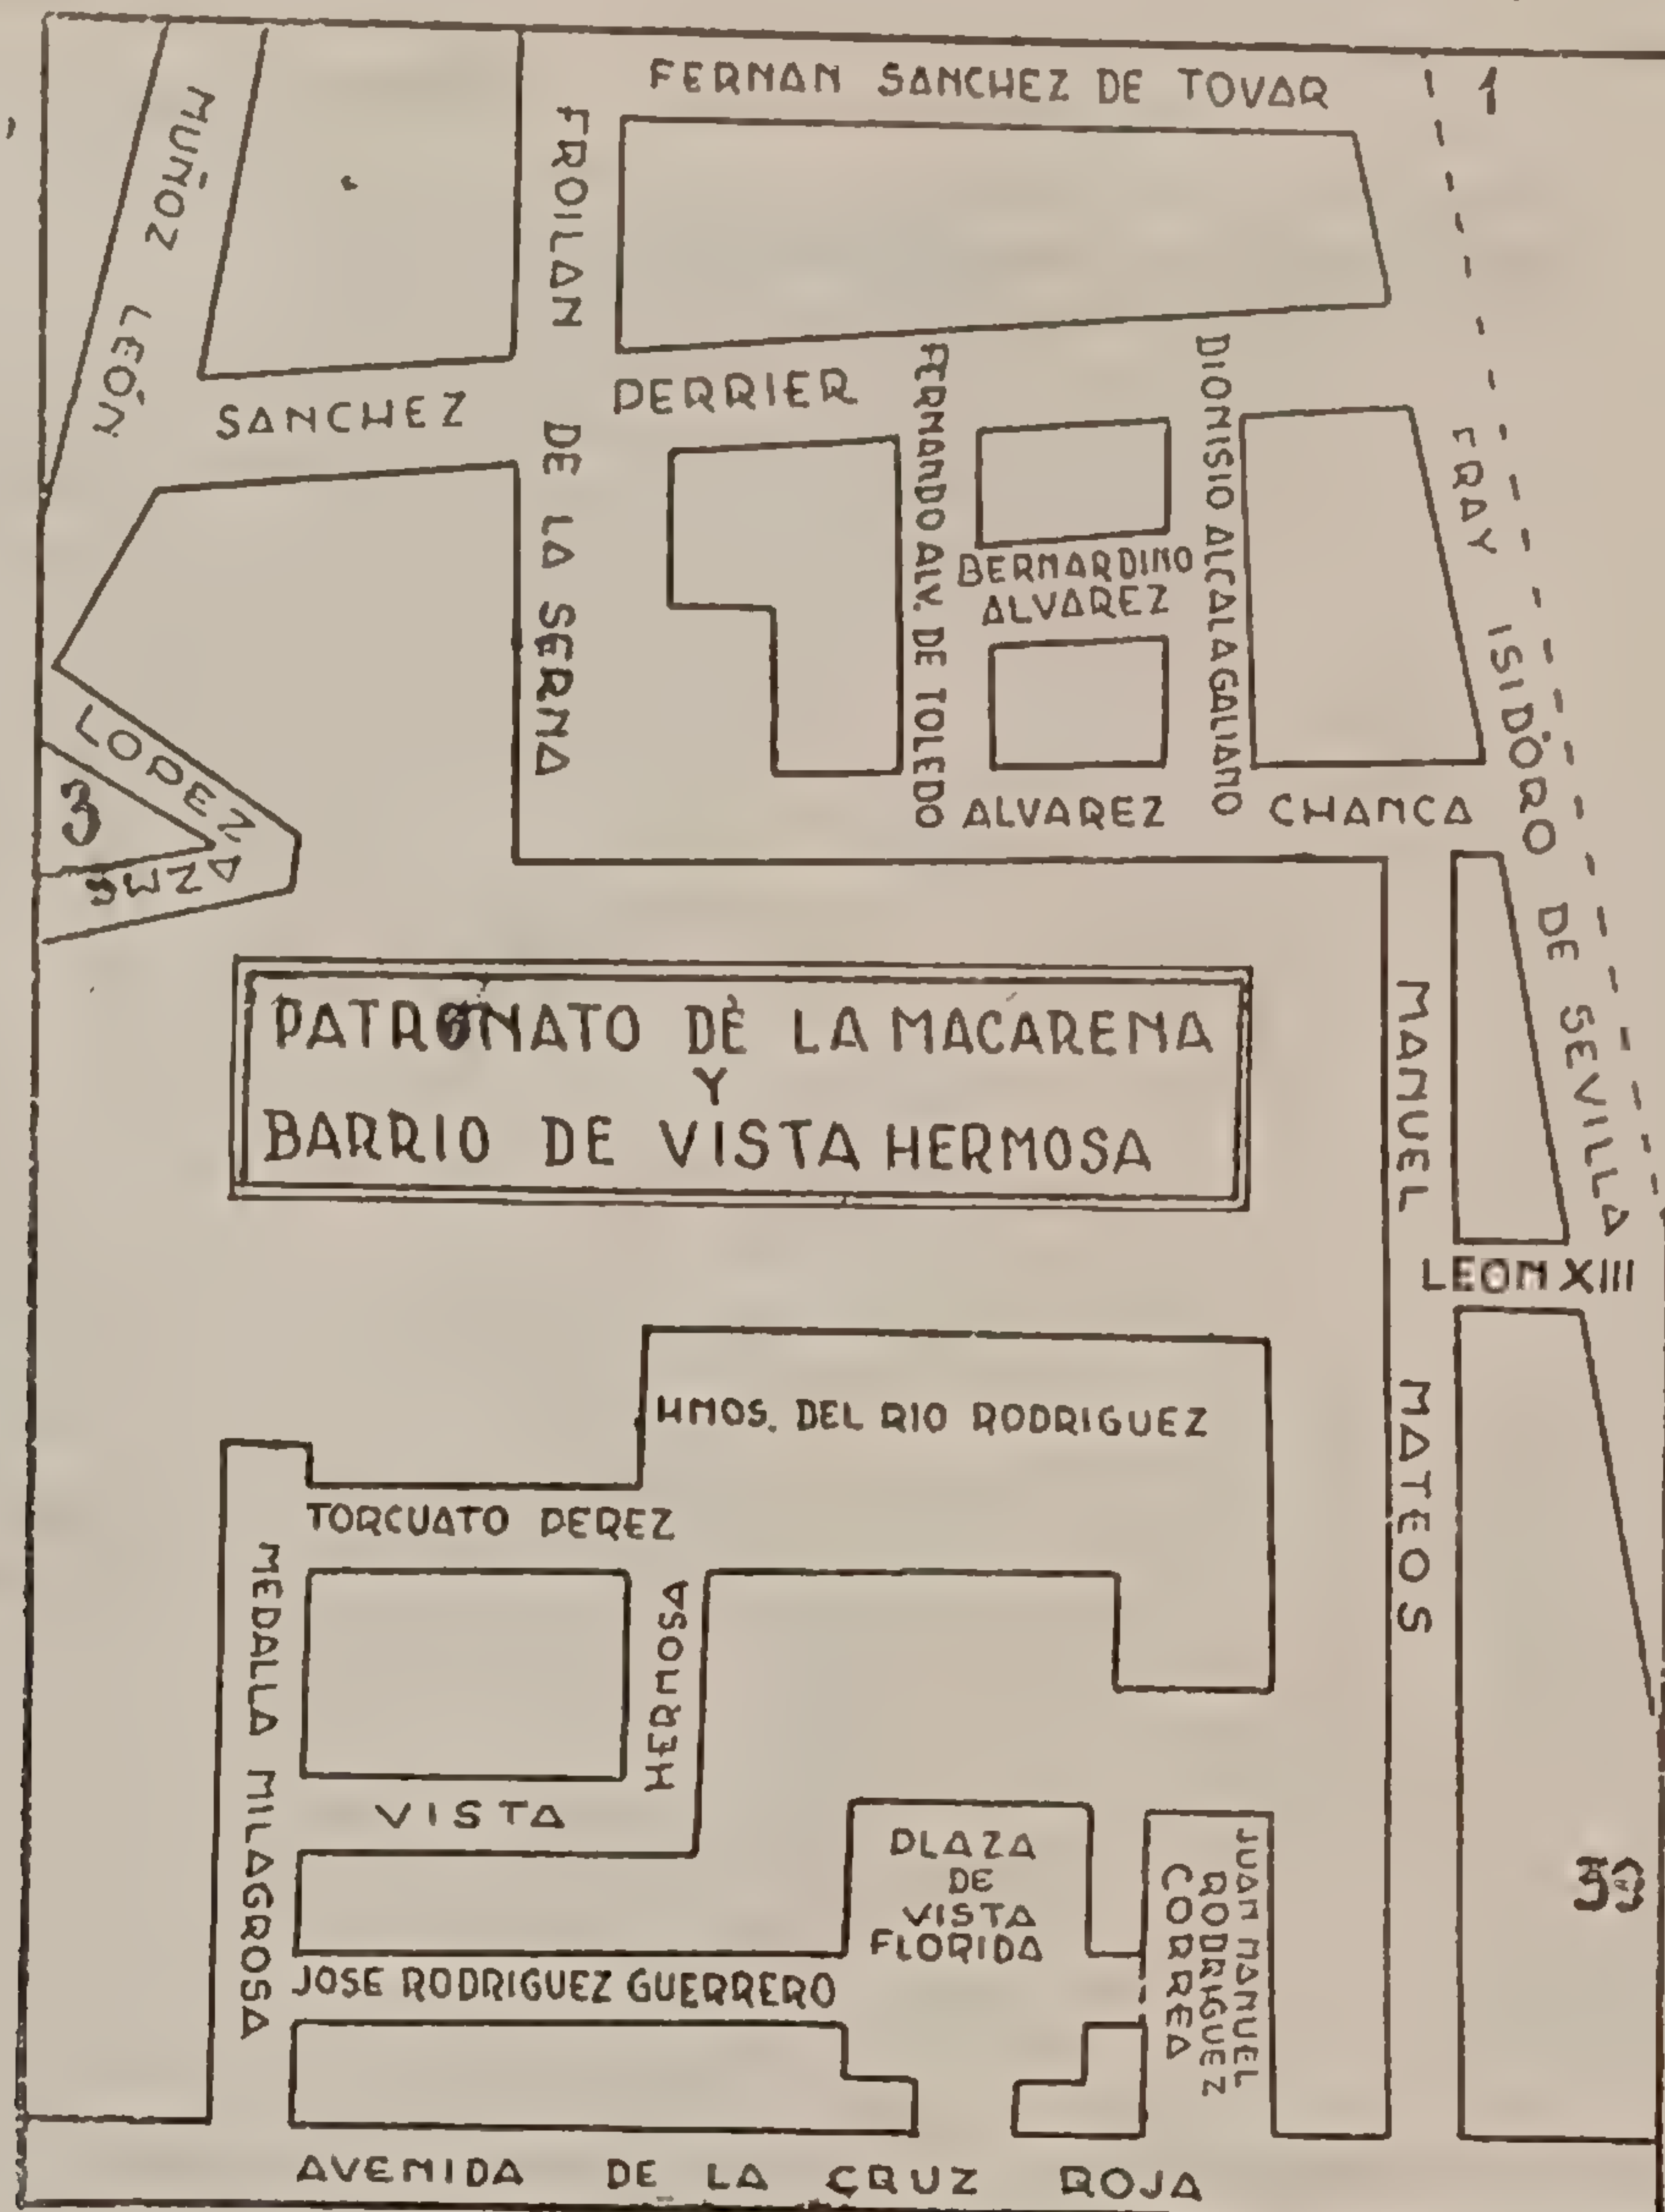 FERNAN SANCHEZ DE TOVAR
1
MUÑOZ LEÓN
FROILAN DE LA SERNA
SANCHEZ PERRIER
FERNANDO ALV. DE TOLEDO
DIONISIO ALCALA GALIANO
BERNARDINO
ALVAREZ
FRAY ISIDORO DE SEVILLA
LOPEZ
3
ALVAREZ CHANCA
PATRONATO DE LA MACARENA
Y
BARRIO DE VISTA HERMOSA
MANUEL MATEOS
LEON XIII
HNOS. DEL RIO RODRIGUEZ
TORCUATO PEREZ
MEDALLA MILAGROSA
HERMOSA
VISTA
PLAZA
DE
VISTA
FLORIDA
JUAN MANUEL
RODRIGUEZ
CORREA
JOSE RODRIGUEZ GUERRERO
AVENIDA DE LA CRUZ ROJA